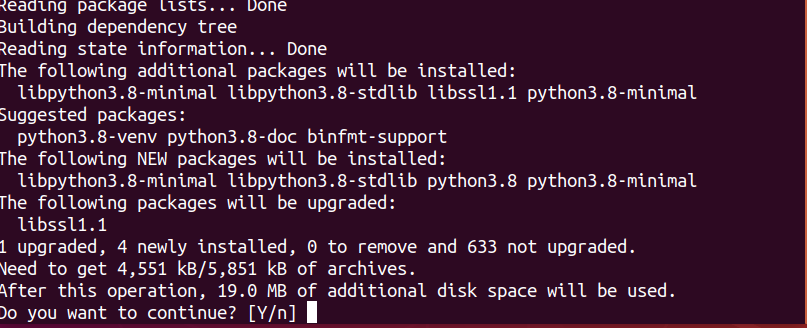 Reading package lists... Done
Building dependency tree
Reading state information... Done
The following additional packages will be installed:
libpython3.8-minimal libpython3.8-stdlib libssl1.1 python3.8-minimal
Suggested packages:
python3.8-venv python3.8-doc binfmt-support
The following NEW packages will be installed:
libpython3.8-minimal libpython3.8-stdlib python3.8 python3.8-minimal
The following packages will be upgraded:
libssl1.1
1 upgraded, 4 newly installed, 0 to remove and 633 not upgraded.
Need to get 4,551 kB/5,851 kB of archives.
After this operation, 19.0 MB of additional disk space will be used.
Do you want to continue? [Y/n]